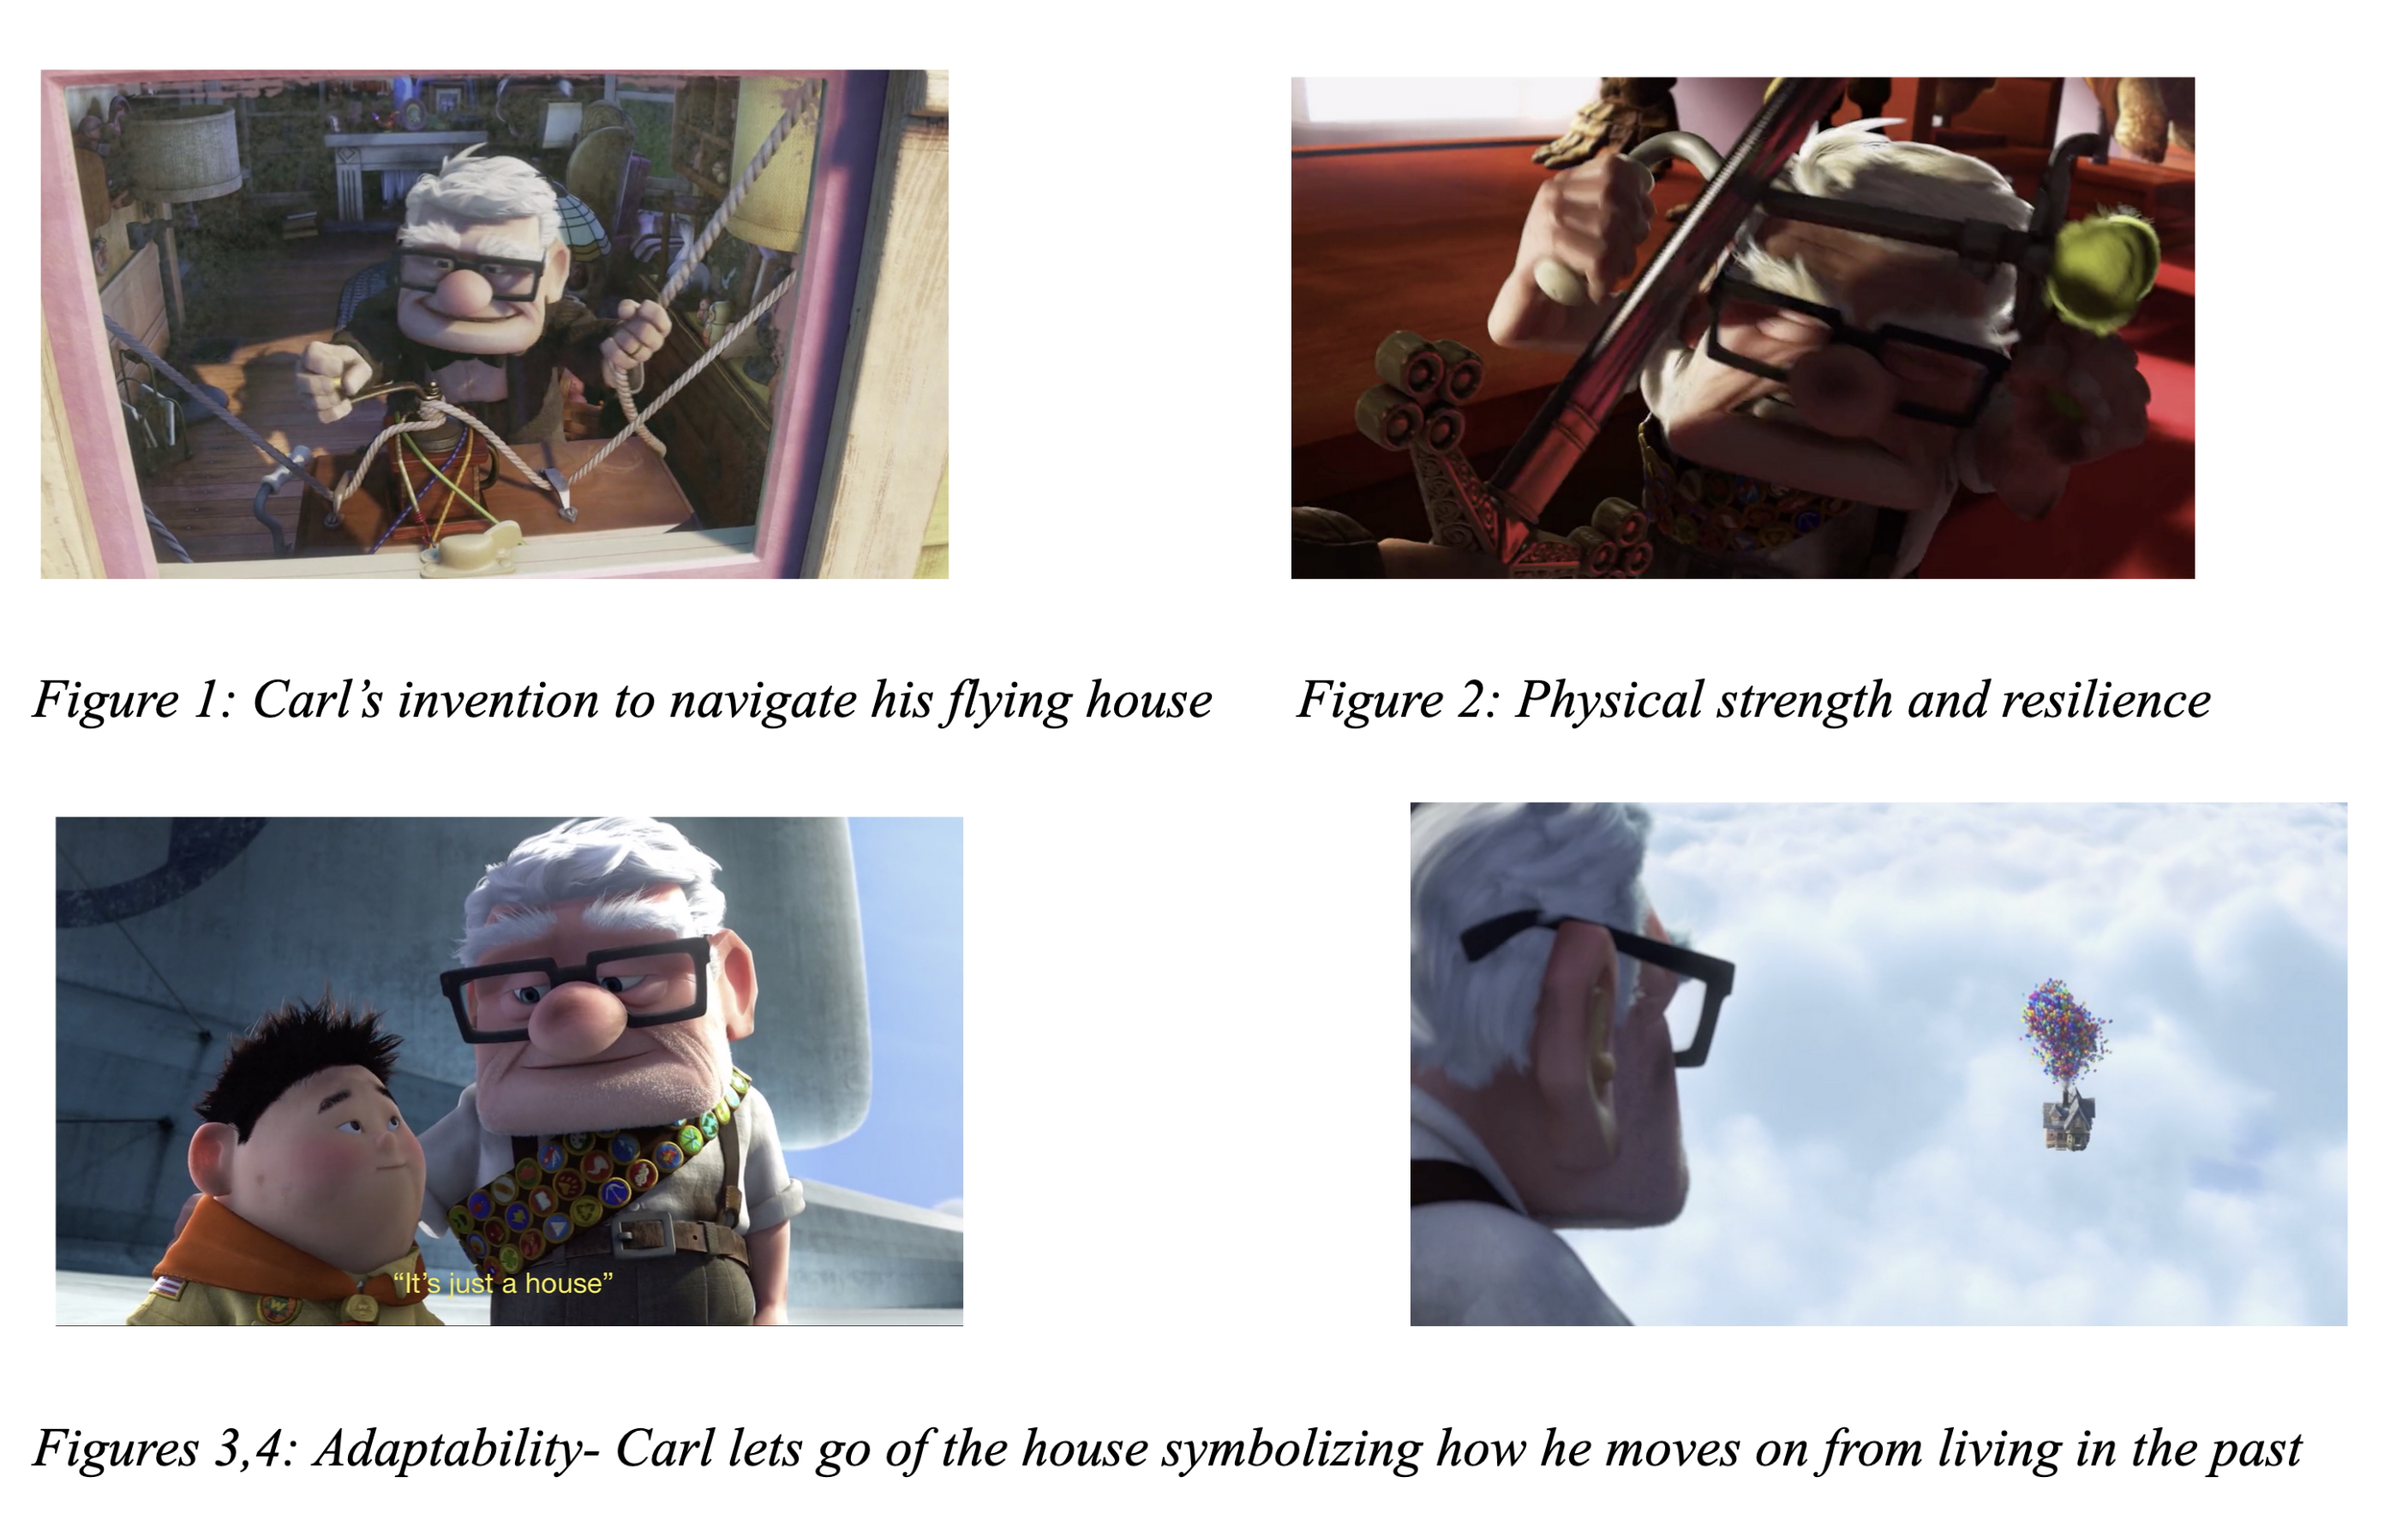 Figure 1: Carl’s invention to navigate his flying house
Figure 2: Physical strength and resilience
“It’s just a house”
Figures 3,4: Adaptability- Carl lets go of the house symbolizing how he moves on from living in the past